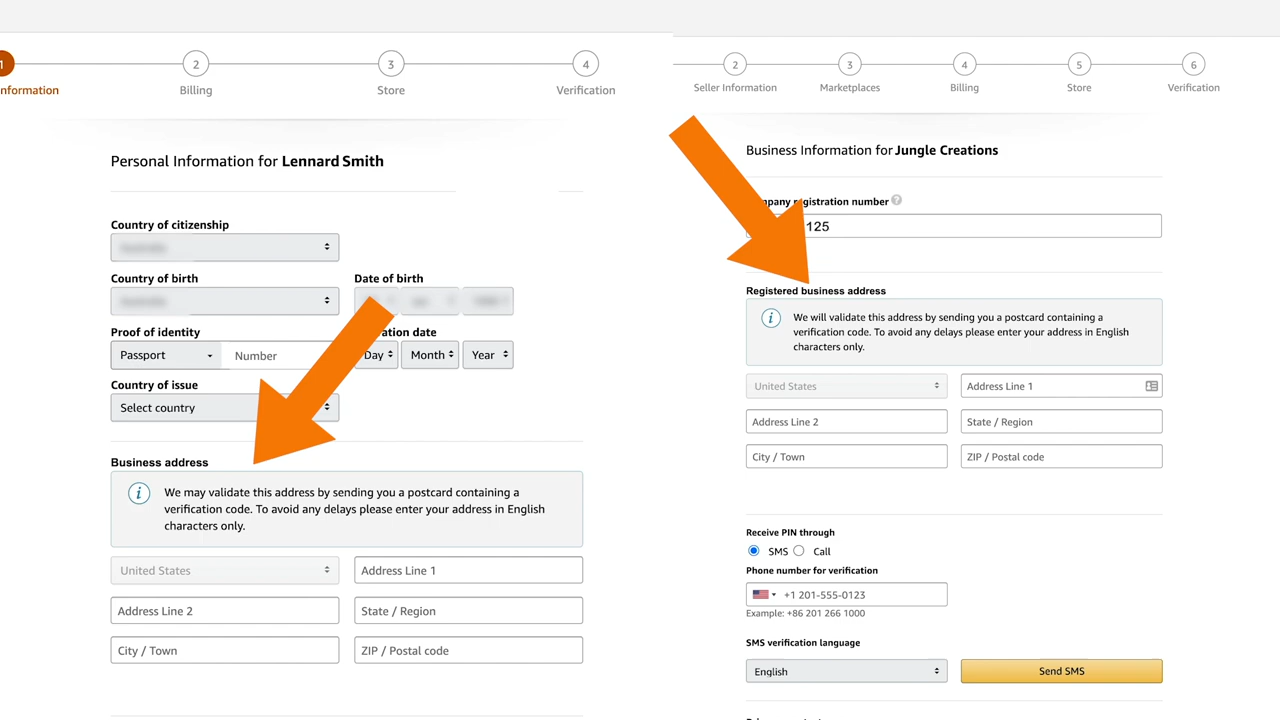 1
2
3
4
nformation
Billing
Store
Verification
Personal Information for Lennard Smith
Country of citizenship
Country of birth
Date of birth
Proof of identity
ration date
Passport
Number
Day
Month
Year
Country of issue
Select country
Business address
We may validate this address by sending you a postcard containing a
verification code. To avoid any delays please enter your address in English
characters only.
United States
Address Line 1
Address Line 2
State / Region
City / Town
ZIP / Postal code
2
3
4
5
6
Seller Information
Marketplaces
Billing
Store
Verification
Business Information for Jungle Creations
mpany registration number
125
Registered business address
We will validate this address by sending you a postcard containing a
verification code. To avoid any delays please enter your address in English
characters only.
United States
Address Line 1
Address Line 2
State / Region
City / Town
ZIP / Postal code
Receive PIN through
SMS
Call
Phone number for verification
+1 201-555-0123
Example: +86 201 266 1000
SMS verification language
English
Send SMS